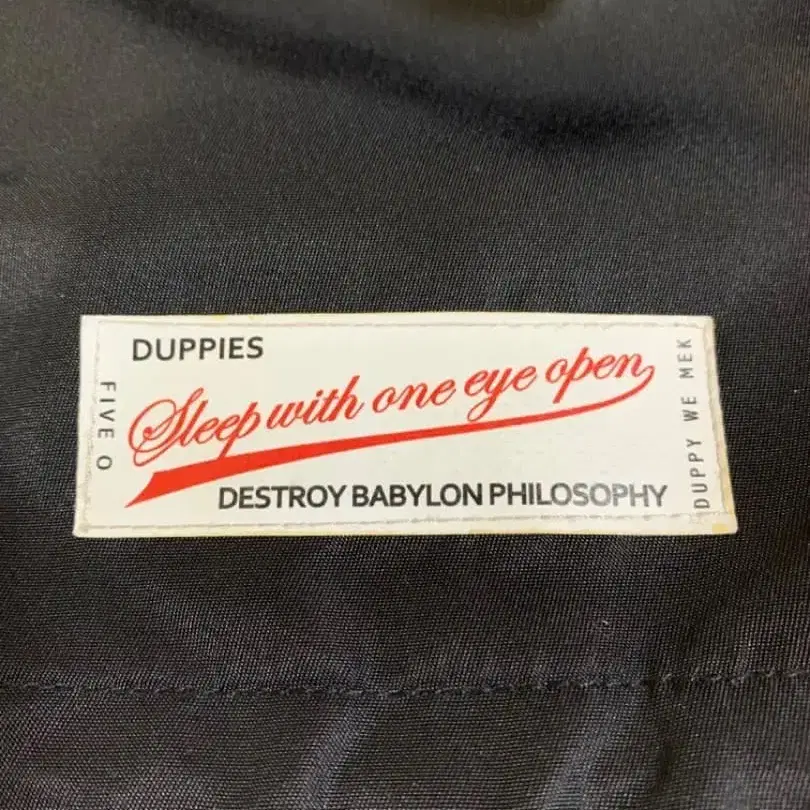 DUPPIES
FIVE O
Sleep with one eye open
DUPPY WE MEK
DESTROY BABYLON PHILOSOPHY